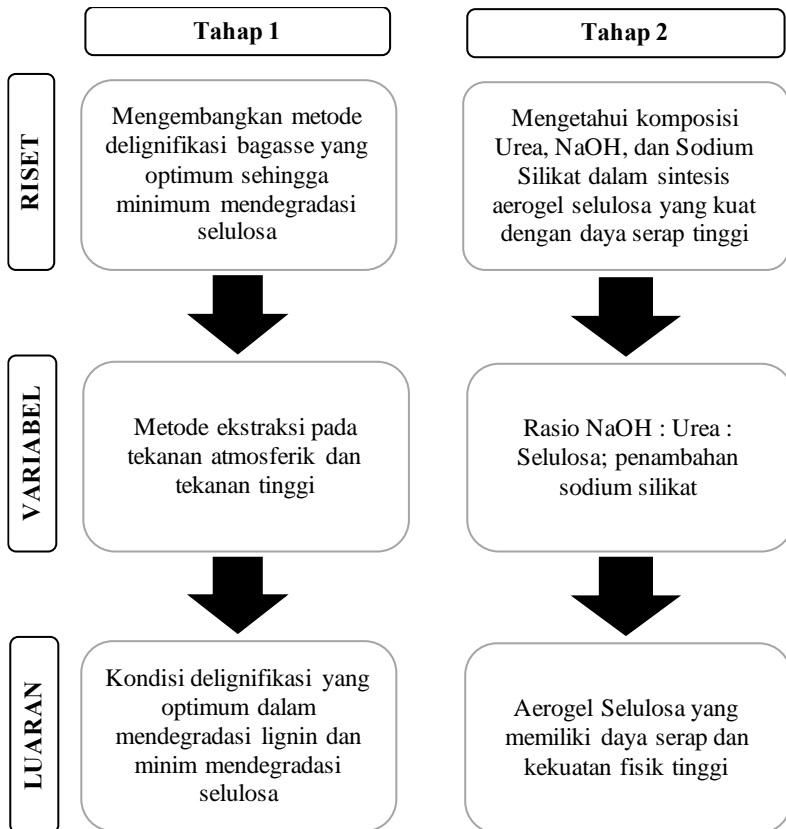 Tahap 1
Tahap 2
RISET
Mengembangkan metode
delignifikasi bagasse yang
optimum sehingga
minimum mendegradasi
selulosa
Mengetahui komposisi
Urea, NaOH, dan Sodium
Silikat dalam sintesis
aerogel selulosa yang kuat
dengan daya serap tinggi
VARIABEL
Metode ekstraksi pada
tekanan atmosferik dan
tekanan tinggi
Rasio NaOH : Urea :
Selulosa; penambahan
sodium silikat
LUARAN
Kondisi delignifikasi yang
optimum dalam
mendegradasi lignin dan
minim mendegradasi
selulosa
Aerogel Selulosa yang
memiliki daya serap dan
kekuatan fisik tinggi